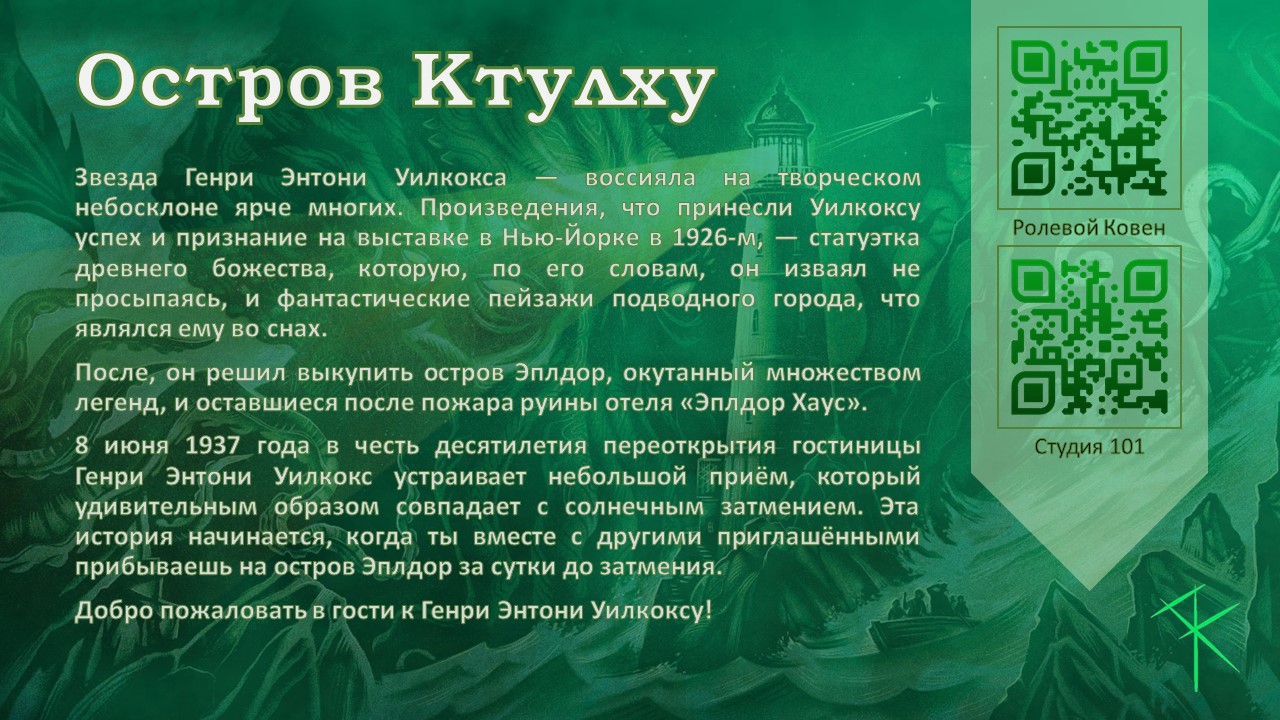 Остров Ктулху
Звезда Генри Энтони Уилкокса — воссияла на творческом
небосклоне ярче многих. Произведения, что принесли Уилкоксу
успех и признание на выставке в Нью-Йорке в 1926-м, — статуэтка
древнего божества, которую, по его словам, он изваял не
просыпаясь, и фантастические пейзажи подводного города, что
являлся ему во снах.
После, он решил выкупить остров Эплдор, окутанный множеством
легенд, и оставшиеся после пожара руины отеля «Эплдор Хаус».
8 июня 1937 года в честь десятилетия переоткрытия гостиницы
Генри Энтони Уилкокс устраивает небольшой приём, который
удивительным образом совпадает с солнечным затмением. Эта
история начинается, когда ты вместе с другими приглашёнными
прибываешь на остров Эплдор за сутки до затмения.
Добро пожаловать в гости к Генри Энтони Уилкоксу!
Ролевой Ковен
Студия 101